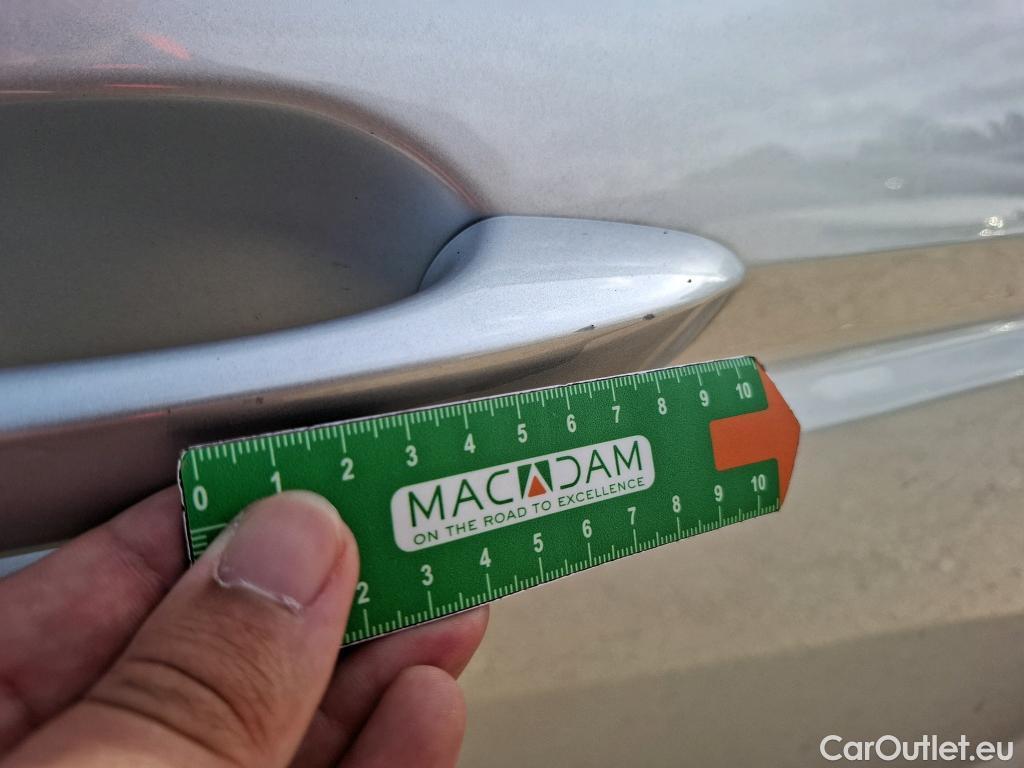 0 1 2 3 4 5 6 7 8 9 10
MACADAM
ON THE ROAD TO EXCELLENCE
2 3 4 5 6 7 8 9 10
CarOutlet.eu